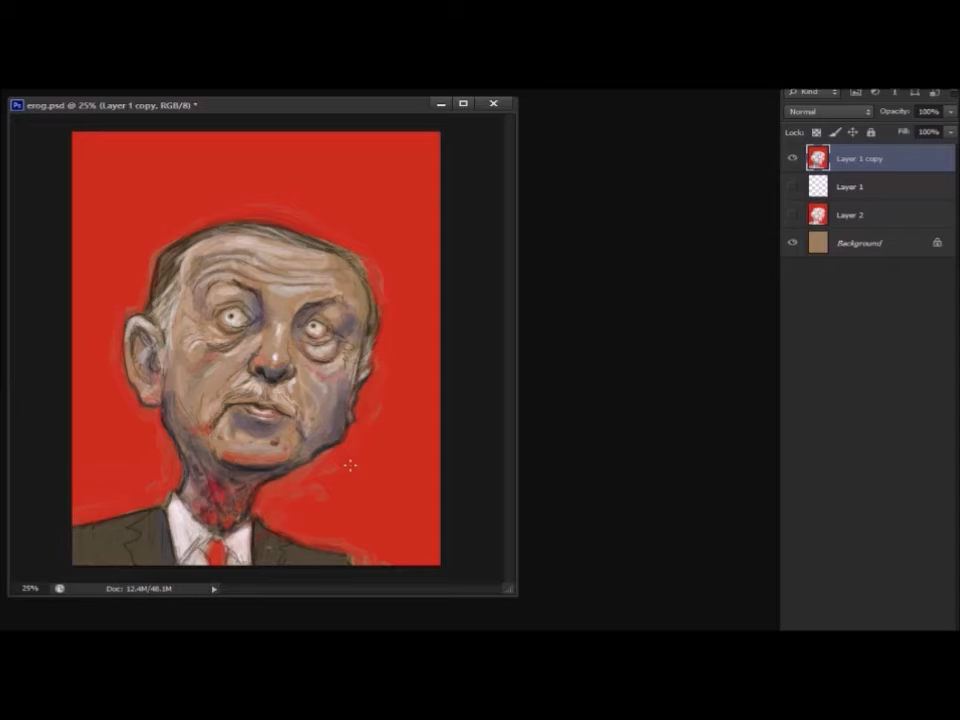 Ps erog.psd @ 25% (Layer 1 copy, RGB/8) *
Kind
Normal Opacity: 100%
Lock: Fill: 100%
Layer 1 copy
Layer 1
Layer 2
Background
25% Doc: 12.4M/48.1M